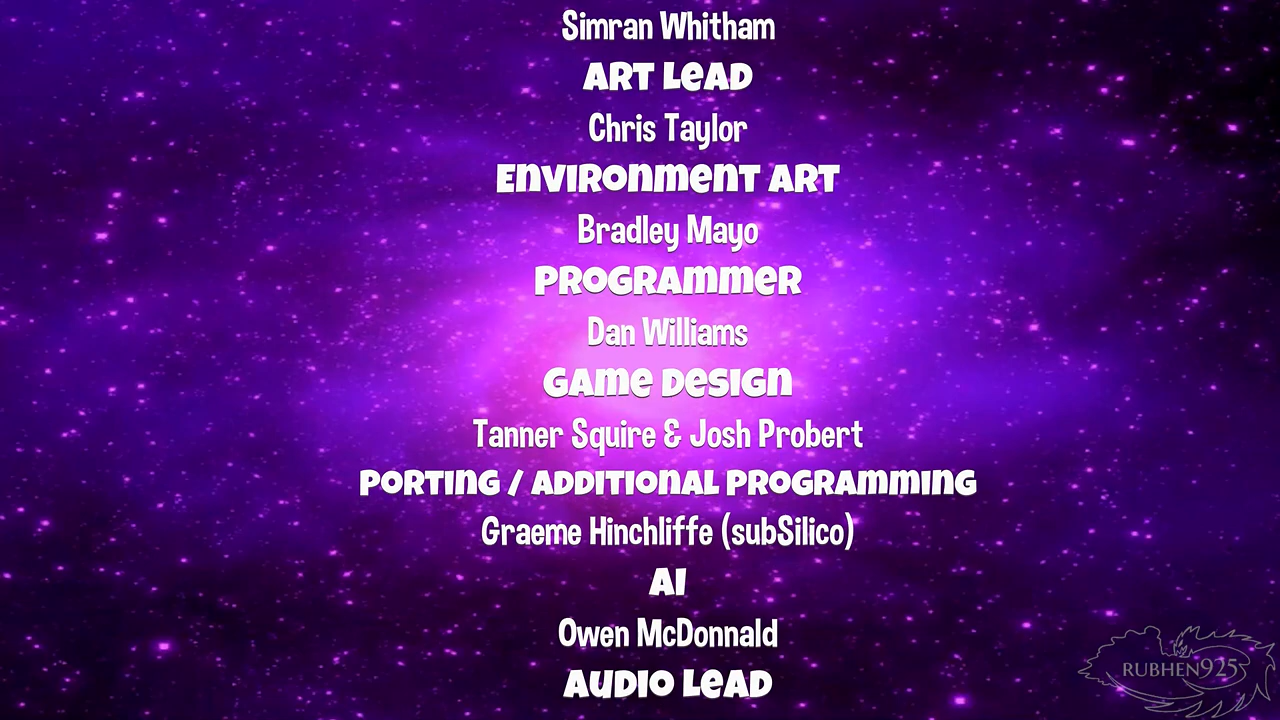 Simran Whitham
ART LEAD
Chris Taylor
ENVIRONMENT ART
Bradley Mayo
PROGRAMMER
Dan Williams
GAME DESIGN
Tanner Squire & Josh Probert
PORTING / ADDITIONAL PROGRAMMING
Graeme Hinchliffe (subSilico)
AI
Owen McDonnald
AUDIO LEAD
RUBHEN925